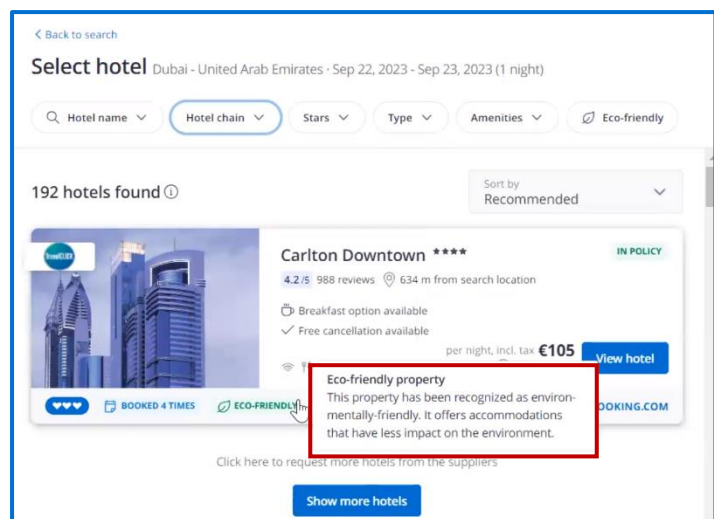 Back to search
Select hotel Dubai - United Arab Emirates · Sep 22, 2023 - Sep 23, 2023 (1 night)
Hotel name
Hotel chain
Stars
Type
Amenities
Eco-friendly
192 hotels found
Sort by
Recommended
Carlton Downtown ****
IN POLICY
4.2 /5 988 reviews 634 m from search location
Breakfast option available
Free cancellation available
per night, incl. tax €105
View hotel
BOOKED 4 TIMES
ECO-FRIENDLY
Eco-friendly property
This property has been recognized as environ-
mentally-friendly. It offers accommodations
that have less impact on the environment.
OOKING.COM
Click here to request more hotels from the suppliers
Show more hotels